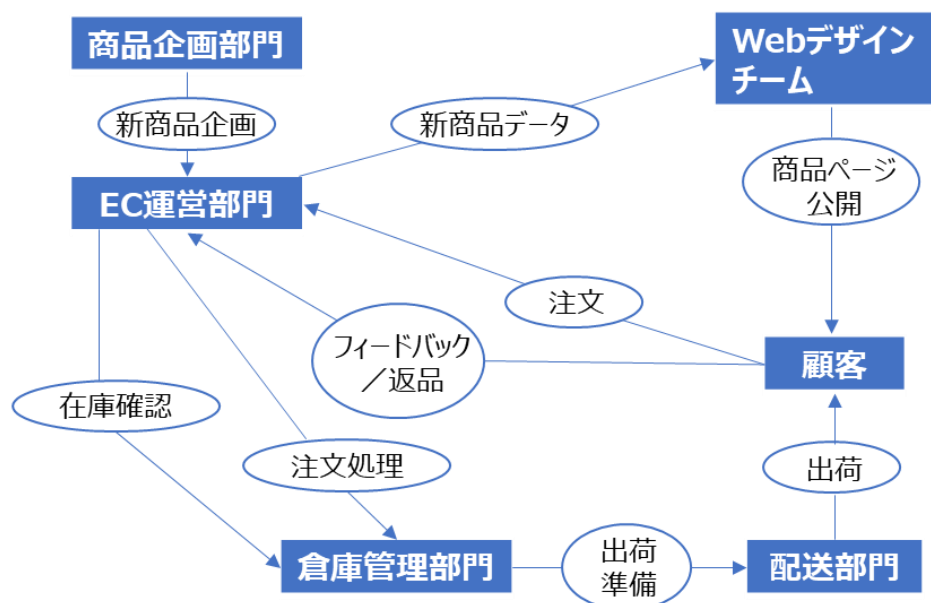 商品企画部門
Webデザイン
チーム
新商品企画
新商品データ
商品ページ
公開
EC運営部門
注文
フィードバック
／返品
顧客
在庫確認
注文処理
出荷
倉庫管理部門
出荷
準備
配送部門